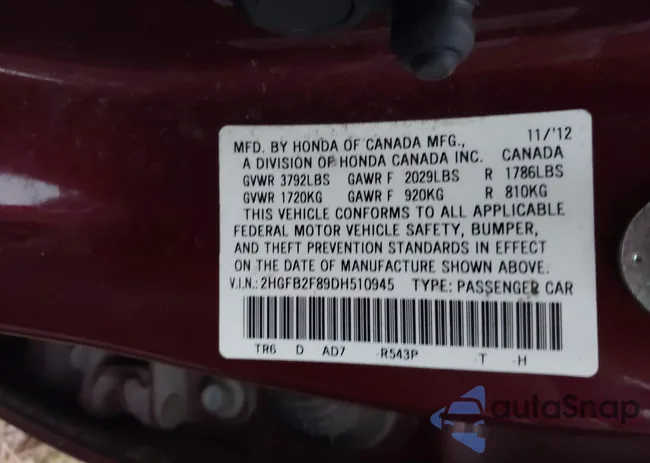 MFD. BY HONDA OF CANADA MFG., 11/'12
A DIVISION OF HONDA CANADA INC. CANADA
GVWR 3792LBS GAWR F 2029LBS R 1786LBS
GVWR 1720KG GAWR F 920KG R 810KG
THIS VEHICLE CONFORMS TO ALL APPLICABLE
FEDERAL MOTOR VEHICLE SAFETY, BUMPER,
AND THEFT PREVENTION STANDARDS IN EFFECT
ON THE DATE OF MANUFACTURE SHOWN ABOVE.
V.I.N.: 2HGFB2F89DH510945 TYPE: PASSENGER CAR
TR6 D AD7 -R543P -T -H
autoSnap